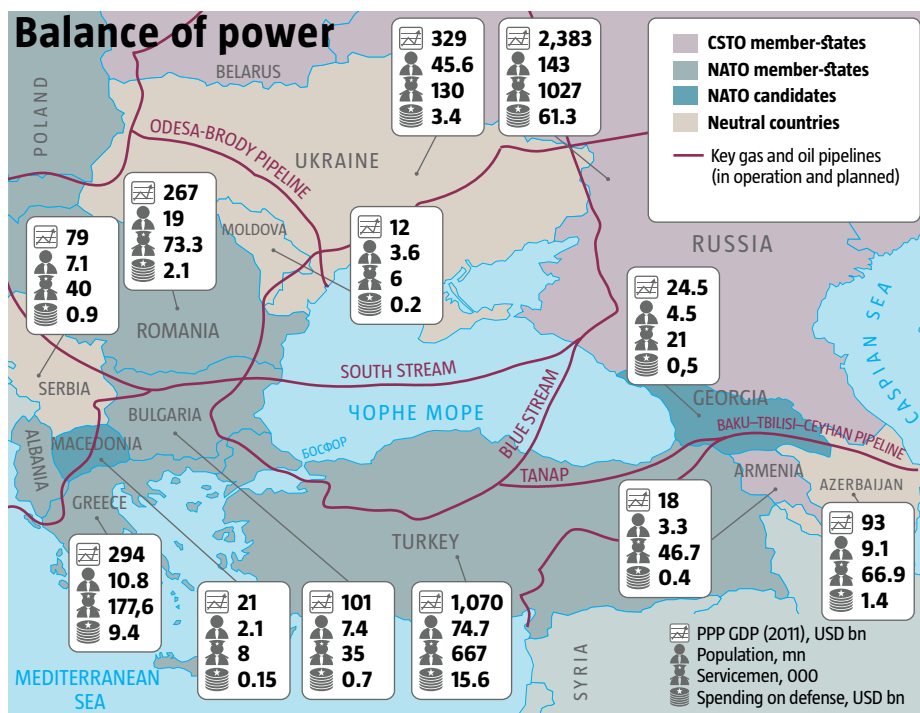 Balance of power
CSTO member-states
NATO member-states
NATO candidates
Neutral countries
Key gas and oil pipelines
(in operation and planned)
POLAND
BELARUS
329
45.6
130
3.4
2,383
143
1027
61.3
ODESA-BRODY PIPELINE
UKRAINE
RUSSIA
267
19
73.3
2.1
MOLDOVA
12
3.6
6
0.2
79
7.1
40
0.9
ROMANIA
24.5
4.5
21
0,5
CASPIAN SEA
SERBIA
SOUTH STREAM
BULGARIA
ЧОРНЕ МОРЕ
BLUE STREAM
GEORGIA
BAKU–TBILISI–CEYHAN PIPELINE
ALBANIA
MACEDONIA
БОСФОР
TANAP
ARMENIA
AZERBAIJAN
GREECE
TURKEY
18
3.3
46.7
0.4
93
9.1
66.9
1.4
294
10.8
177,6
9.4
21
2.1
8
0.15
101
7.4
35
0.7
1,070
74.7
667
15.6
MEDITERRANEAN
SEA
SYRIA
PPP GDP (2011), USD bn
Population, mn
Servicemen, 000
Spending on defense, USD bn